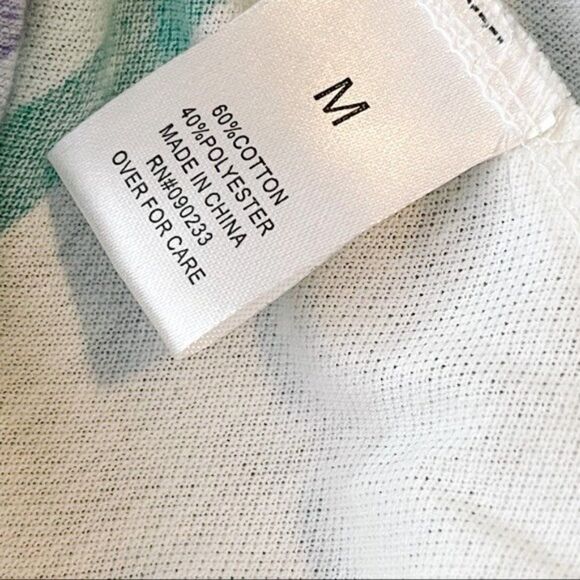 M
60%COTTON
40%POLYESTER
MADE IN CHINA
RN#090233
OVER FOR CARE